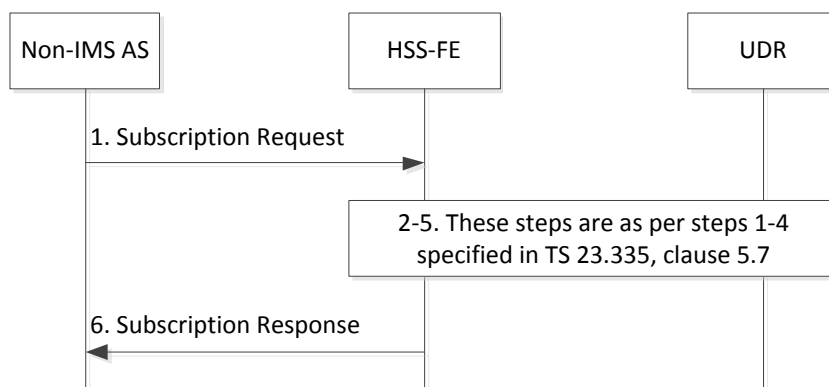 Non-IMS AS
HSS-FE
UDR
1. Subscription Request
2-5. These steps are as per steps 1-4
specified in TS 23.335, clause 5.7
6. Subscription Response